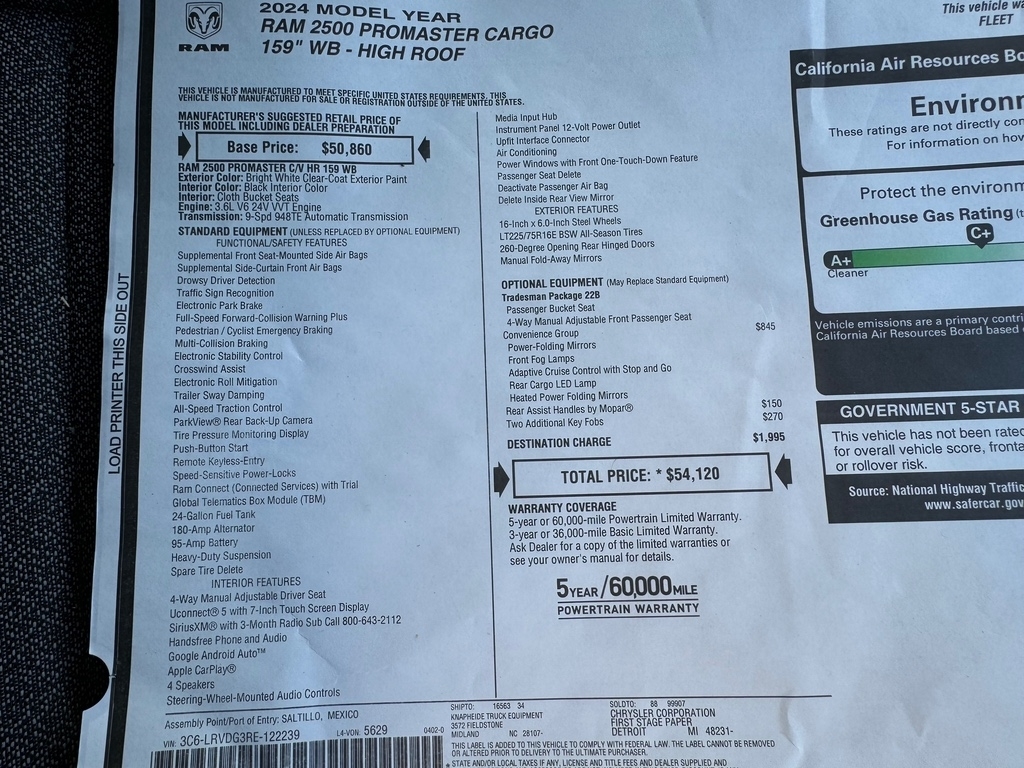 RAM
2024 MODEL YEAR
RAM 2500 PROMASTER CARGO
159" WB - HIGH ROOF
THIS VEHICLE IS MANUFACTURED TO MEET SPECIFIC UNITED STATES REQUIREMENTS. THIS
VEHICLE IS NOT MANUFACTURED FOR SALE OR REGISTRATION OUTSIDE OF THE UNITED STATES.
MANUFACTURER'S SUGGESTED RETAIL PRICE OF
THIS MODEL INCLUDING DEALER PREPARATION
Base Price: $50,860
RAM 2500 PROMASTER C/V HR 159 WB
Exterior Color: Bright White Clear-Coat Exterior Paint
Interior Color: Black Interior Color
Interior: Cloth Bucket Seats
Engine: 3.6L V6 24V VVT Engine
Transmission: 9-Spd 948TE Automatic Transmission
STANDARD EQUIPMENT (UNLESS REPLACED BY OPTIONAL EQUIPMENT)
FUNCTIONAL/SAFETY FEATURES
Supplemental Front Seat-Mounted Side Air Bags
Supplemental Side-Curtain Front Air Bags
Drowsy Driver Detection
Traffic Sign Recognition
Electronic Park Brake
Full-Speed Forward-Collision Warning Plus
Pedestrian / Cyclist Emergency Braking
Multi-Collision Braking
Electronic Stability Control
Crosswind Assist
Electronic Roll Mitigation
Trailer Sway Damping
All-Speed Traction Control
ParkView® Rear Back-Up Camera
Tire Pressure Monitoring Display
Push-Button Start
Remote Keyless-Entry
Speed-Sensitive Power-Locks
Ram Connect (Connected Services) with Trial
Global Telematics Box Module (TBM)
24-Gallon Fuel Tank
180-Amp Alternator
95-Amp Battery
Heavy-Duty Suspension
Spare Tire Delete
INTERIOR FEATURES
4-Way Manual Adjustable Driver Seat
Uconnect® 5 with 7-Inch Touch Screen Display
SiriusXM® with 3-Month Radio Sub Call 800-643-2112
Handsfree Phone and Audio
Google Android Auto™
Apple CarPlay®
4 Speakers
Steering-Wheel-Mounted Audio Controls
Media Input Hub
Instrument Panel 12-Volt Power Outlet
Upfit Interface Connector
Air Conditioning
Power Windows with Front One-Touch-Down Feature
Passenger Seat Delete
Deactivate Passenger Air Bag
Delete Inside Rear View Mirror
EXTERIOR FEATURES
16-Inch x 6.0-Inch Steel Wheels
LT225/75R16E BSW All-Season Tires
260-Degree Opening Rear Hinged Doors
Manual Fold-Away Mirrors
OPTIONAL EQUIPMENT (May Replace Standard Equipment)
Tradesman Package 22B
Passenger Bucket Seat
4-Way Manual Adjustable Front Passenger Seat
Convenience Group $845
Power-Folding Mirrors
Front Fog Lamps
Adaptive Cruise Control with Stop and Go
Rear Cargo LED Lamp
Heated Power Folding Mirrors
Rear Assist Handles by Mopar® $150
Two Additional Key Fobs $270
DESTINATION CHARGE $1,995
TOTAL PRICE: * $54,120
WARRANTY COVERAGE
5-year or 60,000-mile Powertrain Limited Warranty.
3-year or 36,000-mile Basic Limited Warranty.
Ask Dealer for a copy of the limited warranties or
see your owner's manual for details.
5YEAR/60,000MILE
POWERTRAIN WARRANTY
This vehicle wa
FLEET
California Air Resources Bo
Environ
These ratings are not directly con
For information on how
Protect the environm
Greenhouse Gas Rating (t
C+
A+
Cleaner
Vehicle emissions are a primary contri
California Air Resources Board based
GOVERNMENT 5-STAR
This vehicle has not been rated
for overall vehicle score, fronta
or rollover risk.
Source: National Highway Traffic
www.safercar.gov
LOAD PRINTER THIS SIDE OUT
Assembly Point/Port of Entry: SALTILLO, MEXICO
VIN: 3C6-LRVDG3RE-122239 L4-VON: 5629 0402-0
SHIPTO: 16563 34
KNAPHEIDE TRUCK EQUIPMENT
3572 FIELDSTONE
MIDLAND NC 28107-
SOLDTO: 88 99907
CHRYSLER CORPORATION
FIRST STAGE PAPER
DETROIT MI 48231-
THIS LABEL IS ADDED TO THIS VEHICLE TO COMPLY WITH FEDERAL LAW. THE LABEL CANNOT BE REMOVED
OR ALTERED PRIOR TO DELIVERY TO THE ULTIMATE PURCHASER.
* STATE AND/OR LOCAL TAXES IF ANY, LICENSE AND TITLE FEES AND DEALER SUPPLIED AND